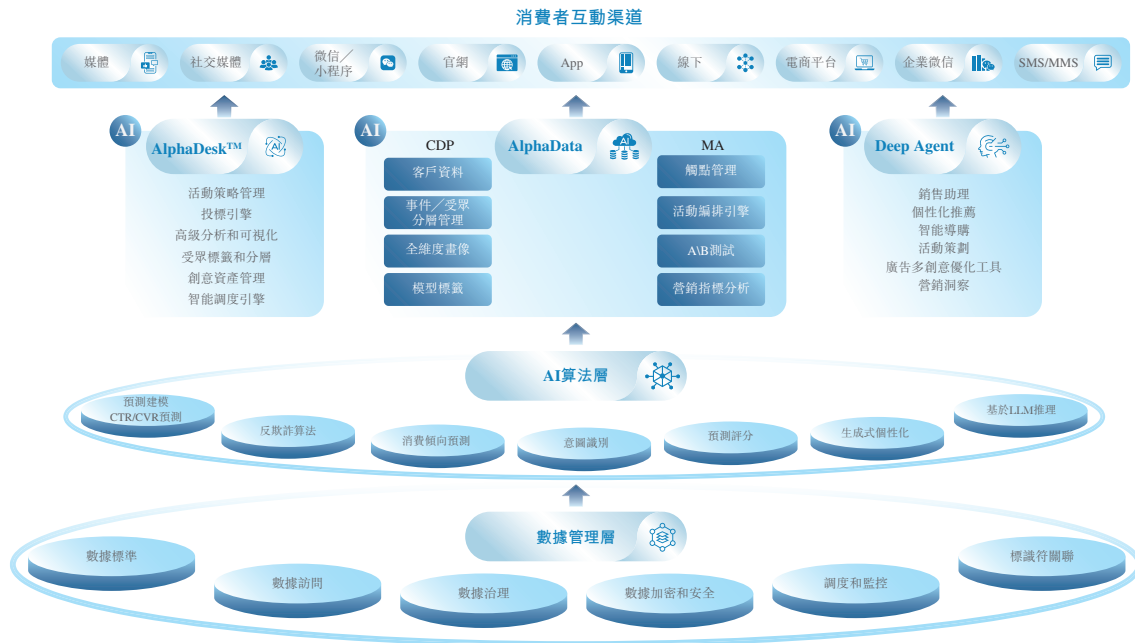 消費者互動渠道
媒體
社交媒體
微信／
小程序
官網
App
線下
電商平台
企業微信
SMS/MMS
AI
AlphaDesk™
活動策略管理
投標引擎
高級分析和可視化
受眾標籤和分層
創意資產管理
智能調度引擎
AI
AlphaData
AI
CDP
客戶資料
事件／受眾
分層管理
全維度畫像
模型標籤
MA
觸點管理
活動編排引擎
A\B測試
营銷指標分析
AI
Deep Agent
銷售助理
個性化推薦
智能導購
活動策劃
廣告多創意優化工具
營銷洞察
AI算法層
預測建模
CTR/CVR預測
反欺詐算法
消費傾向預測
意圖識別
預測評分
生成式個性化
基於LLM推理
數據管理層
數據標準
數據訪問
數據治理
數據加密和安全
調度和監控
標識符關聯